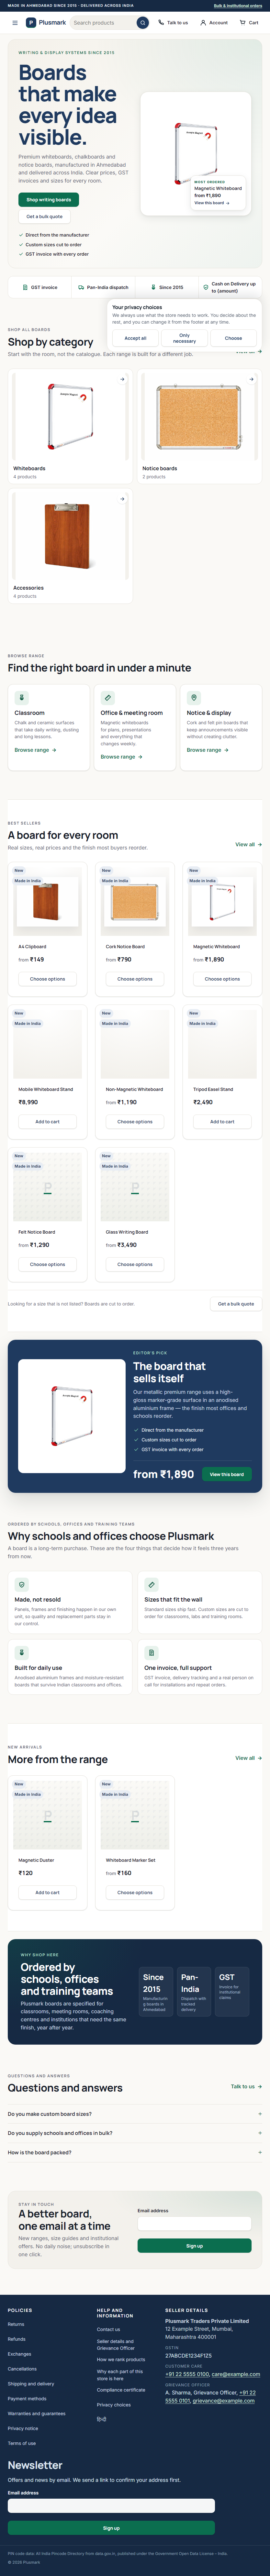 MADE IN AHMEDABAD SINCE 2015 · DELIVERED ACROSS INDIA
Bulk & institutional orders
P Plusmark
Search products
Talk to us
Account
Cart
WRITING & DISPLAY SYSTEMS SINCE 2015
Boards
that make
every idea
visible.
Premium whiteboards, chalkboards and
notice boards, manufactured in Ahmedabad
and delivered across India. Clear prices, GST
invoices and sizes for every room.
Shop writing boards
Get a bulk quote
Direct from the manufacturer
Custom sizes cut to order
GST invoice with every order
MOST ORDERED
Magnetic Whiteboard
from ₹1,890
View this board →
GST invoice
Pan-India dispatch
Since 2015
Cash on Delivery up
to {amount}
Your privacy choices
We always use what the store needs to work. You decide about the
rest, and you can change it from the footer at any time.
Accept all
Only
necessary
Choose
SHOP ALL BOARDS
Shop by category
Start with the room, not the catalogue. Each range is built for a different job.
Whiteboards
4 products
Notice boards
2 products
Accessories
4 products
BROWSE RANGE
Find the right board in under a minute
Classroom
Chalk and ceramic surfaces
that take daily writing, dusting
and long lessons.
Browse range →
Office & meeting room
Magnetic whiteboards
for plans, presentations
and everything that
changes weekly.
Browse range →
Notice & display
Cork and felt pin boards that
keep announcements visible
without creating clutter.
Browse range →
BEST SELLERS
A board for every room
Real sizes, real prices and the finish most buyers reorder.
View all →
New
Made in India
A4 Clipboard
from ₹149
Choose options
New
Made in India
Cork Notice Board
from ₹790
Choose options
New
Made in India
Magnetic Whiteboard
from ₹1,890
Choose options
New
Made in India
Mobile Whiteboard Stand
₹8,990
Add to cart
New
Made in India
Non-Magnetic Whiteboard
from ₹1,190
Choose options
New
Made in India
Tripod Easel Stand
₹2,490
Add to cart
New
Made in India
Felt Notice Board
from ₹1,290
Choose options
New
Made in India
Glass Writing Board
from ₹3,490
Choose options
Looking for a size that is not listed? Boards are cut to order.
Get a bulk quote
EDITOR'S PICK
The board that
sells itself
Our metallic premium range uses a high-
gloss marker-grade surface in an anodised
aluminium frame — the finish most offices and
schools reorder.
Direct from the manufacturer
Custom sizes cut to order
GST invoice with every order
from ₹1,890
View this board
ORDERED BY SCHOOLS, OFFICES AND TRAINING TEAMS
Why schools and offices choose Plusmark
A board is a long-term purchase. These are the four things that decide how it feels three years
from now.
Made, not resold
Panels, frames and finishing happen in our own
unit, so quality and replacement parts stay in
our control.
Sizes that fit the wall
Standard sizes ship fast. Custom sizes are cut to
order for classrooms, labs and training rooms.
Built for daily use
Anodised aluminium frames and moisture-resistant
boards that survive Indian classrooms and offices.
One invoice, full support
GST invoice, delivery tracking and a real person on
call for installations and repeat orders.
NEW ARRIVALS
More from the range
View all →
New
Made in India
Magnetic Duster
₹120
Add to cart
New
Made in India
Whiteboard Marker Set
from ₹160
Choose options
WHY SHOP HERE
Ordered by
schools, offices
and training teams
Plusmark boards are specified for
classrooms, meeting rooms, coaching
centres and institutions that need the same
finish, year after year.
Since
2015
Manufacturin
g boards in
Ahmedabad
Pan-
India
Dispatch with
tracked
delivery
GST
Invoice for
institutional
claims
QUESTIONS AND ANSWERS
Questions and answers
Talk to us →
Do you make custom board sizes?
Do you supply schools and offices in bulk?
How is the board packed?
STAY IN TOUCH
A better board,
one email at a time
New ranges, size guides and institutional
offers. No daily noise; unsubscribe in
one click.
Email address
Sign up
POLICIES
Returns
Refunds
Exchanges
Cancellations
Shipping and delivery
Payment methods
Warranties and guarantees
Privacy notice
Terms of use
HELP AND
INFORMATION
Contact us
Seller details and
Grievance Officer
How we rank products
Why each part of this
store is here
Compliance certificate
Privacy choices
हिन्दी
SELLER DETAILS
Plusmark Traders Private Limited
12 Example Street, Mumbai,
Maharashtra 400001
GSTIN
27ABCDE1234F1Z5
CUSTOMER CARE
+91 22 5555 0100, care@example.com
GRIEVANCE OFFICER
A. Sharma, Grievance Officer, +91 22
5555 0101, grievance@example.com
Newsletter
Offers and news by email. We send a link to confirm your address first.
Email address
Sign up
PIN code data: All India Pincode Directory from data.gov.in, published under the Government Open Data License – India.
© 2026 Plusmark